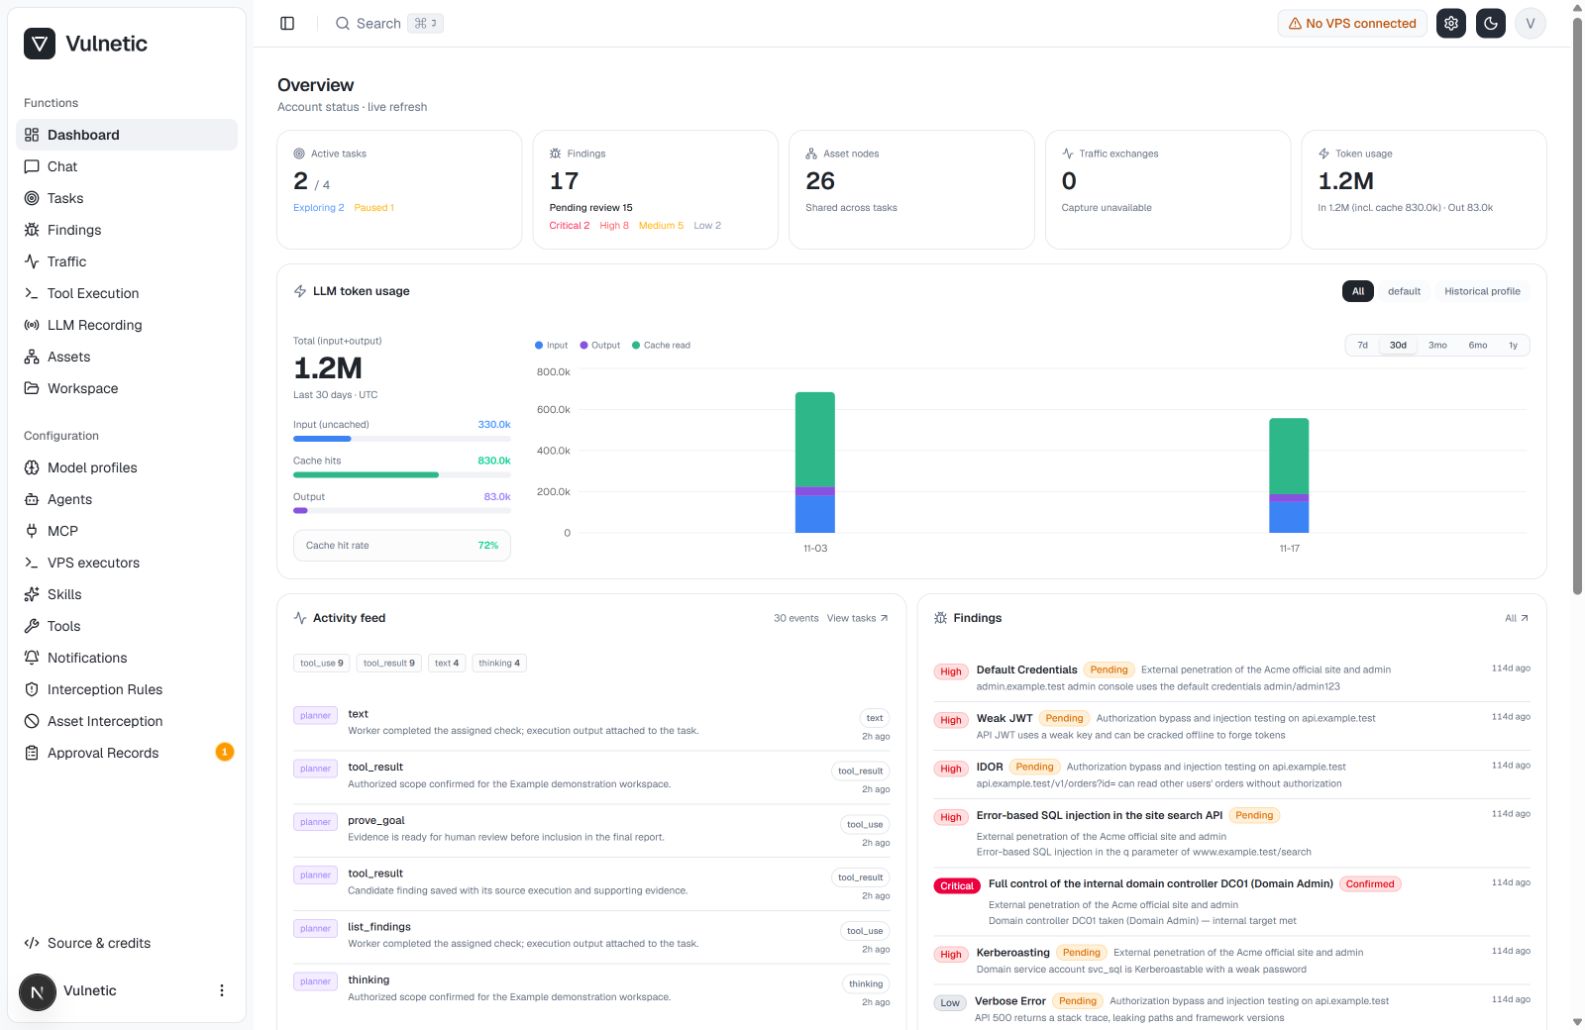 Vulnetic
Functions
Dashboard
Chat
Tasks
Findings
Traffic
Tool Execution
LLM Recording
Assets
Workspace
Configuration
Model profiles
Agents
MCP
VPS executors
Skills
Tools
Notifications
Interception Rules
Asset Interception
Approval Records 1
Source & credits
N Vulnetic
Search ⌘ J
No VPS connected
V
Overview
Account status · live refresh
Active tasks
2 / 4
Exploring 2 Paused 1
Findings
17
Pending review 15
Critical 2 High 8 Medium 5 Low 2
Asset nodes
26
Shared across tasks
Traffic exchanges
0
Capture unavailable
Token usage
1.2M
In 1.2M (incl. cache 830.0k) · Out 83.0k
LLM token usage
All default Historical profile
Total (input+output)
1.2M
Last 30 days · UTC
Input (uncached) 330.0k
Cache hits 830.0k
Output 83.0k
Cache hit rate 72%
Input Output Cache read
7d 30d 3mo 6mo 1y
800.0k
600.0k
400.0k
200.0k
0
11-03 11-17
Activity feed
30 events View tasks
tool_use 9 tool_result 9 text 4 thinking 4
planner text text
Worker completed the assigned check; execution output attached to the task. 2h ago
planner tool_result tool_result
Authorized scope confirmed for the Example demonstration workspace. 2h ago
planner prove_goal tool_use
Evidence is ready for human review before inclusion in the final report. 2h ago
planner tool_result tool_result
Candidate finding saved with its source execution and supporting evidence. 2h ago
planner list_findings tool_use
Worker completed the assigned check; execution output attached to the task. 2h ago
planner thinking thinking
Authorized scope confirmed for the Example demonstration workspace. 2h ago
Findings All
High Default Credentials Pending External penetration of the Acme official site and admin 114d ago
admin.example.test admin console uses the default credentials admin/admin123
High Weak JWT Pending Authorization bypass and injection testing on api.example.test 114d ago
API JWT uses a weak key and can be cracked offline to forge tokens
High IDOR Pending Authorization bypass and injection testing on api.example.test 114d ago
api.example.test/v1/orders?id= can read other users' orders without authorization
High Error-based SQL injection in the site search API Pending 114d ago
External penetration of the Acme official site and admin
Error-based SQL injection in the q parameter of www.example.test/search
Critical Full control of the internal domain controller DC01 (Domain Admin) Confirmed 114d ago
External penetration of the Acme official site and admin
Domain controller DC01 taken (Domain Admin) — internal target met
High Kerberoasting Pending External penetration of the Acme official site and admin 114d ago
Domain service account svc_sql is Kerberoastable with a weak password
Low Verbose Error Pending Authorization bypass and injection testing on api.example.test 114d ago
API 500 returns a stack trace, leaking paths and framework versions